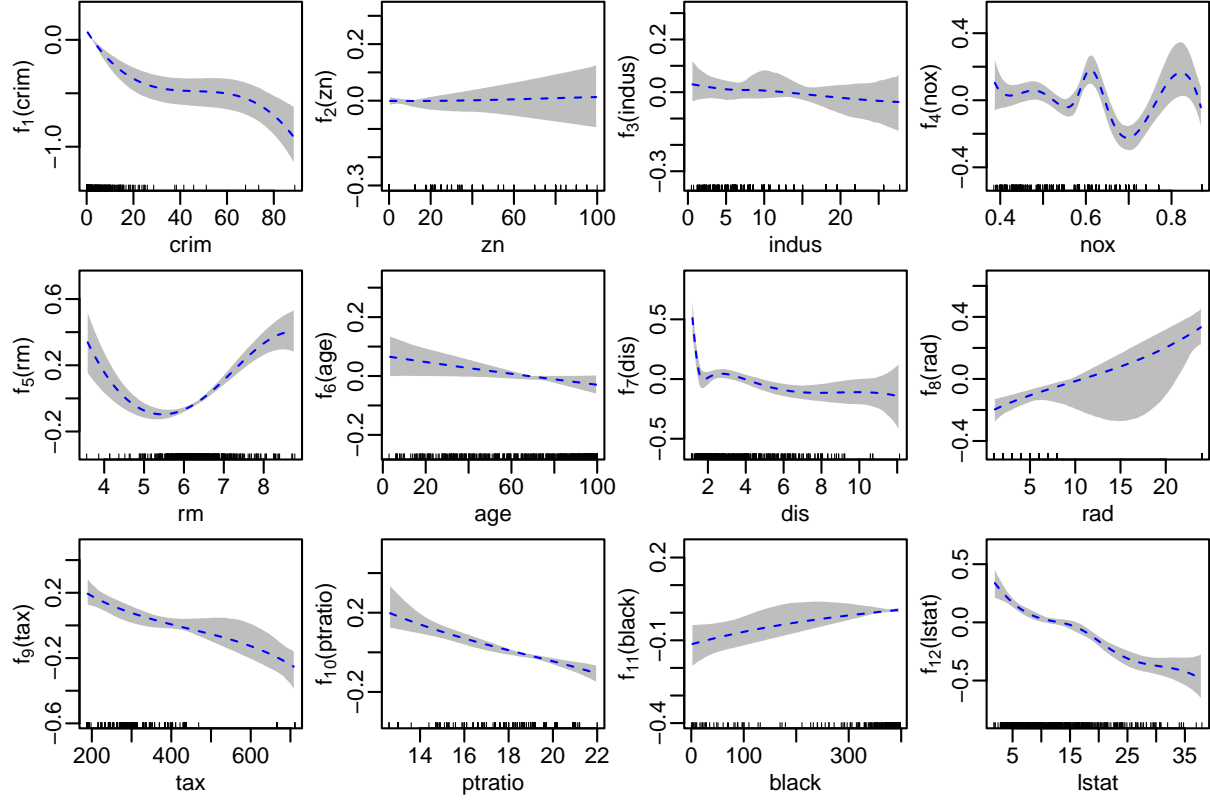 f1(crim)
0.0
−1.0
0 20 40 60 80
crim
f2(zn)
0.2
0.0
−0.3
0 20 60 100
zn
f3(indus)
0.2
0.0
−0.3
0 5 10 20
indus
f4(nox)
0.4
0.0
−0.4
0.4 0.6 0.8
nox
f5(rm)
0.6
0.2
−0.2
4 5 6 7 8
rm
f6(age)
0.2
0.0
−0.2
0 20 60 100
age
f7(dis)
0.5
0.0
−0.5
2 4 6 8 10
dis
f8(rad)
0.4
0.0
−0.4
5 10 15 20
rad
f9(tax)
0.2
−0.2
−0.6
200 400 600
tax
f10(ptratio)
0.2
−0.2
14 16 18 20 22
ptratio
f11(black)
0.2
−0.1
−0.4
0 100 300
black
f12(lstat)
0.5
0.0
−0.5
5 15 25 35
lstat